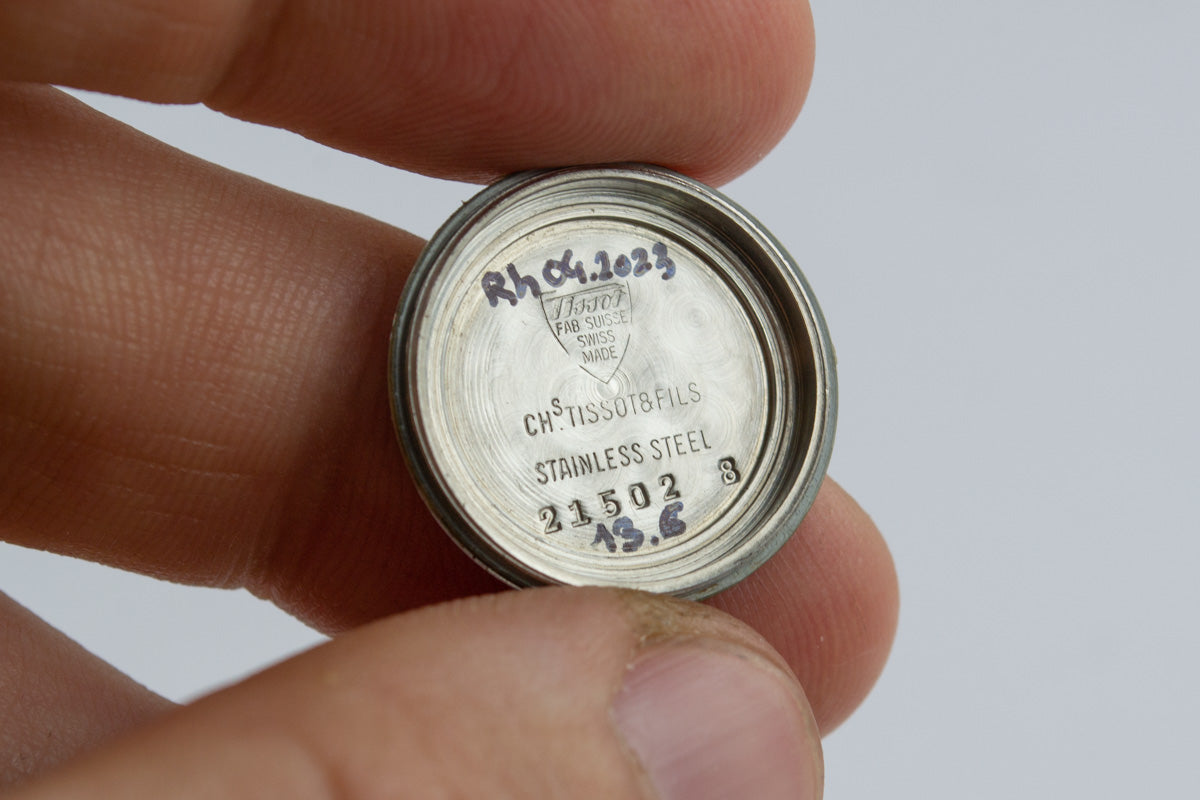 Rh 04.2023
TISSOT
FAB SUISSE
SWISS
MADE
CHS. TISSOT & FILS
STAINLESS STEEL
21502 8
13.6